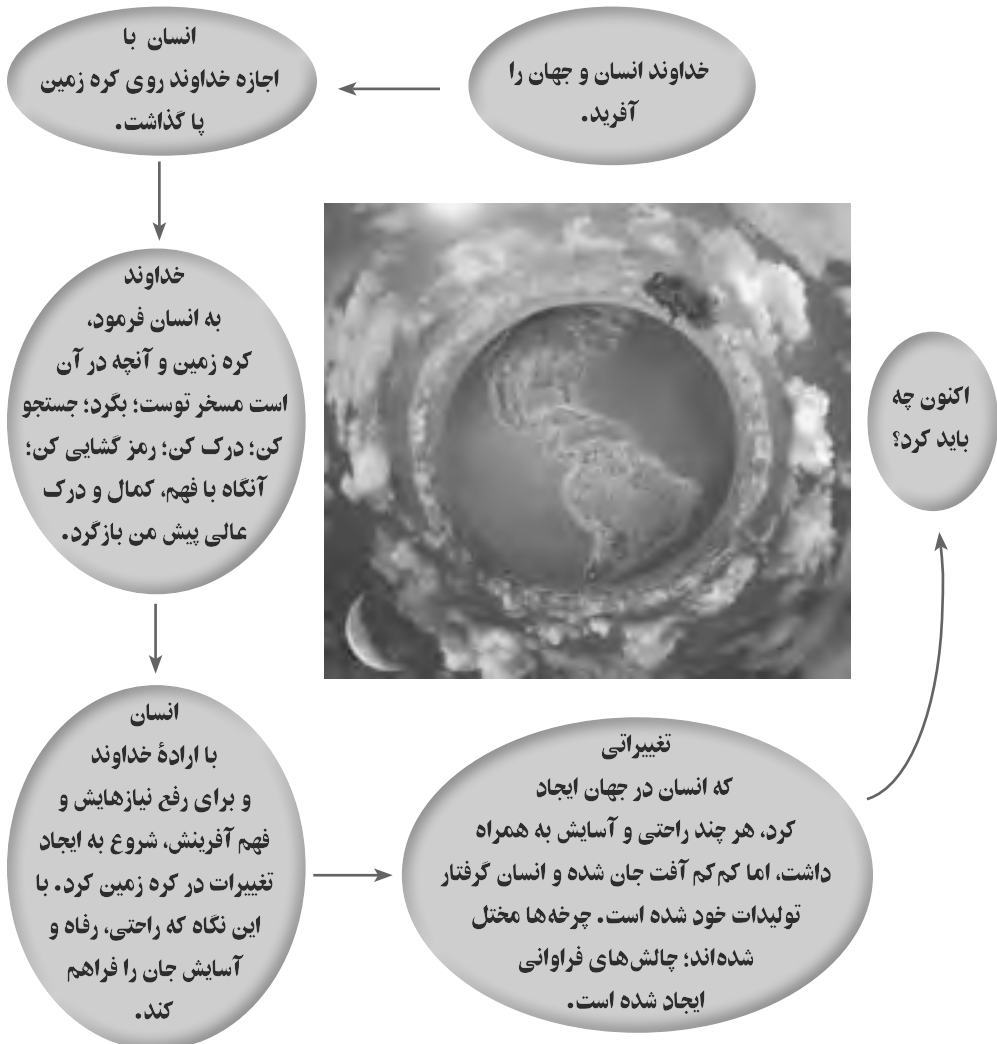 خداوند انسان و جهان را
آفرید.
انسان با
اجازه خداوند روی کره زمین
پا گذاشت.
خداوند
به انسان فرمود،
کره زمین و آنچه در آن
است مسخر توست؛ بگرد؛ جستجو
کن؛ درک کن؛ رمز گشایی کن؛
آنگاه با فهم، کمال و درک
عالی پیش من بازگرد.
انسان
با ارادهٔ خداوند
و برای رفع نیازهایش و
فهم آفرینش، شروع به ایجاد
تغییرات در کره زمین کرد. با
این نگاه که راحتی، رفاه و
آسایش جان را فراهم
کند.
تغییراتی
که انسان در جهان ایجاد
کرد، هر چند راحتی و آسایش به همراه
داشت، اما کم‌کم آفت جان شده و انسان گرفتار
تولیدات خود شده است. چرخه‌ها مختل
شده‌اند؛ چالش‌های فراوانی
ایجاد شده است.
اکنون چه
باید کرد؟